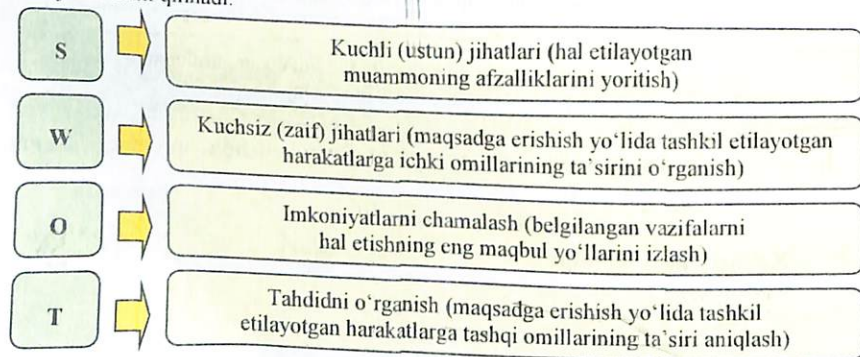 S
Kuchli (ustun) jihatlari (hal etilayotgan
muammoning afzalliklarini yoritish)
W
Kuchsiz (zaif) jihatlari (maqsadga erishish yo‘lida tashkil etilayotgan
harakatlarga ichki omillarining ta’sirini o‘rganish)
O
Imkoniyatlarni chamalash (belgilangan vazifalarni
hal etishning eng maqbul yo‘llarini izlash)
T
Tahdidni o‘rganish (maqsadga erishish yo‘lida tashkil
etilayotgan harakatlarga tashqi omillarining ta’siri aniqlash)